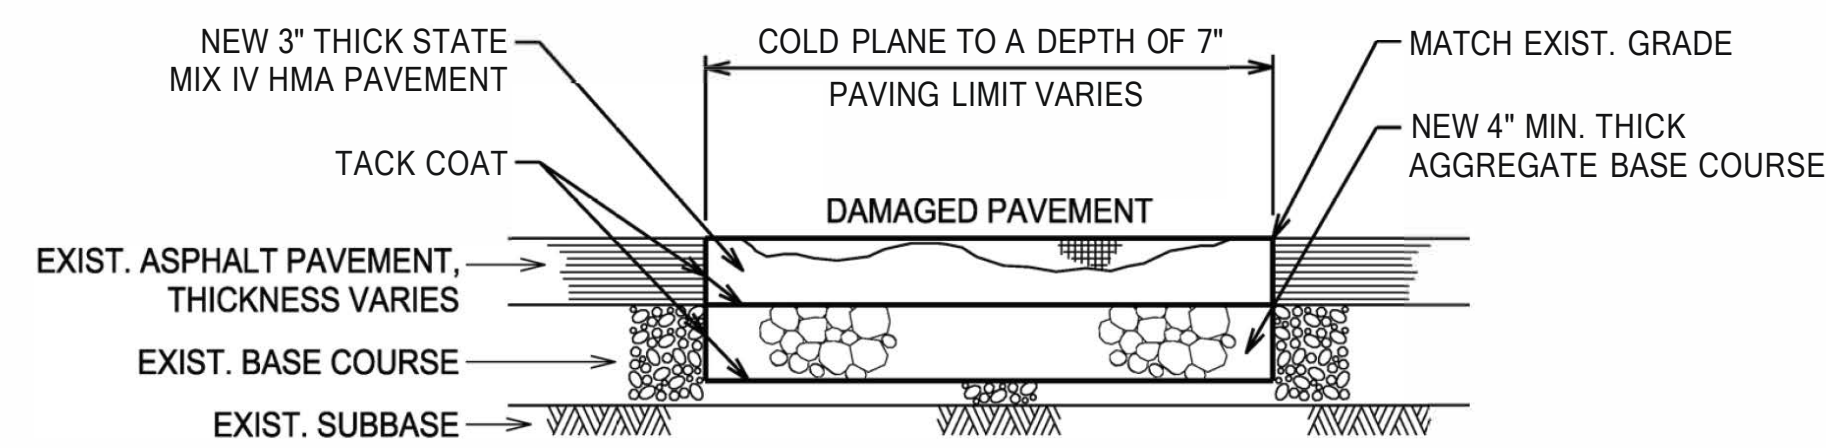 NEW 3" THICK STATE
MIX IV HMA PAVEMENT
TACK COAT
EXIST. ASPHALT PAVEMENT,
THICKNESS VARIES
EXIST. BASE COURSE
EXIST. SUBBASE
COLD PLANE TO A DEPTH OF 7"
PAVING LIMIT VARIES
DAMAGED PAVEMENT
MATCH EXIST. GRADE
NEW 4" MIN. THICK
AGGREGATE BASE COURSE